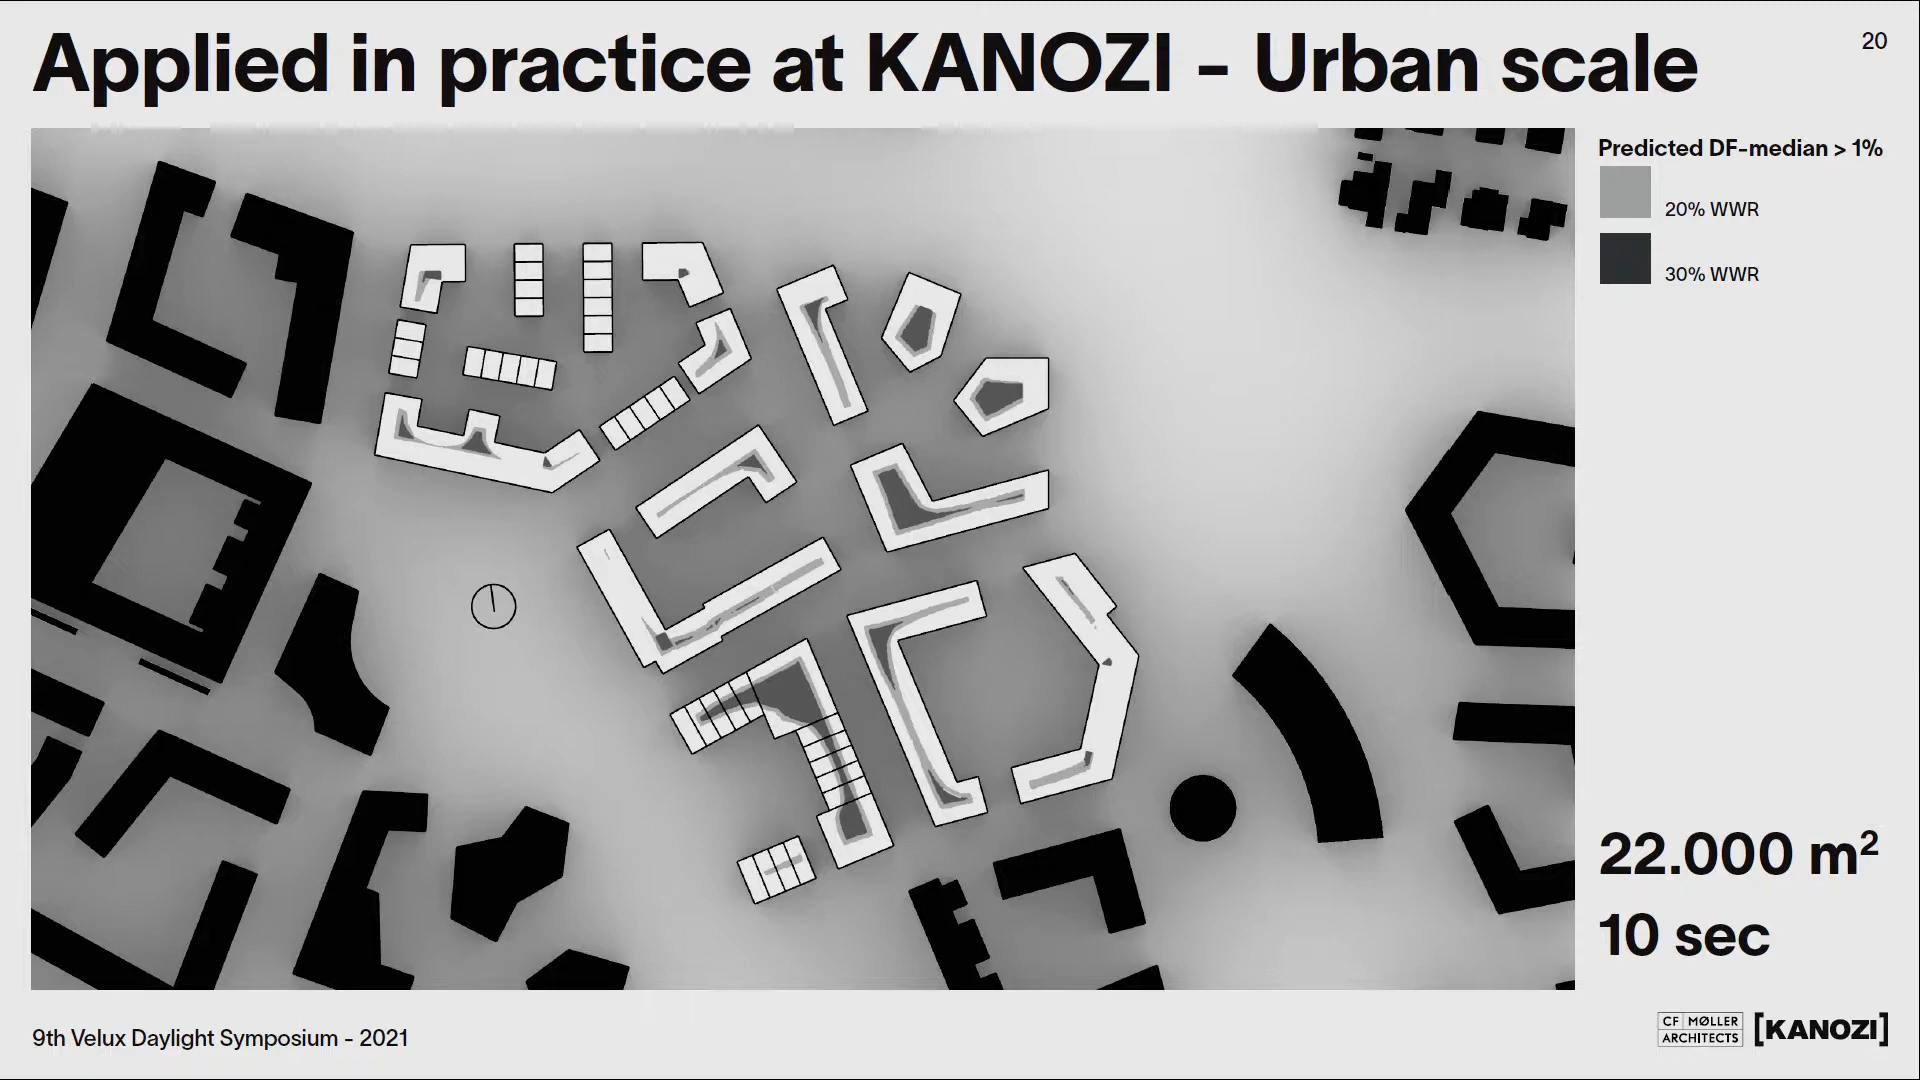 Applied in practice at KANOZI - Urban scale
20
Predicted DF-median > 1%
20% WWR
30% WWR
22.000 m²
10 sec
9th Velux Daylight Symposium - 2021
CF MØLLER
ARCHITECTS
[KANOZI]